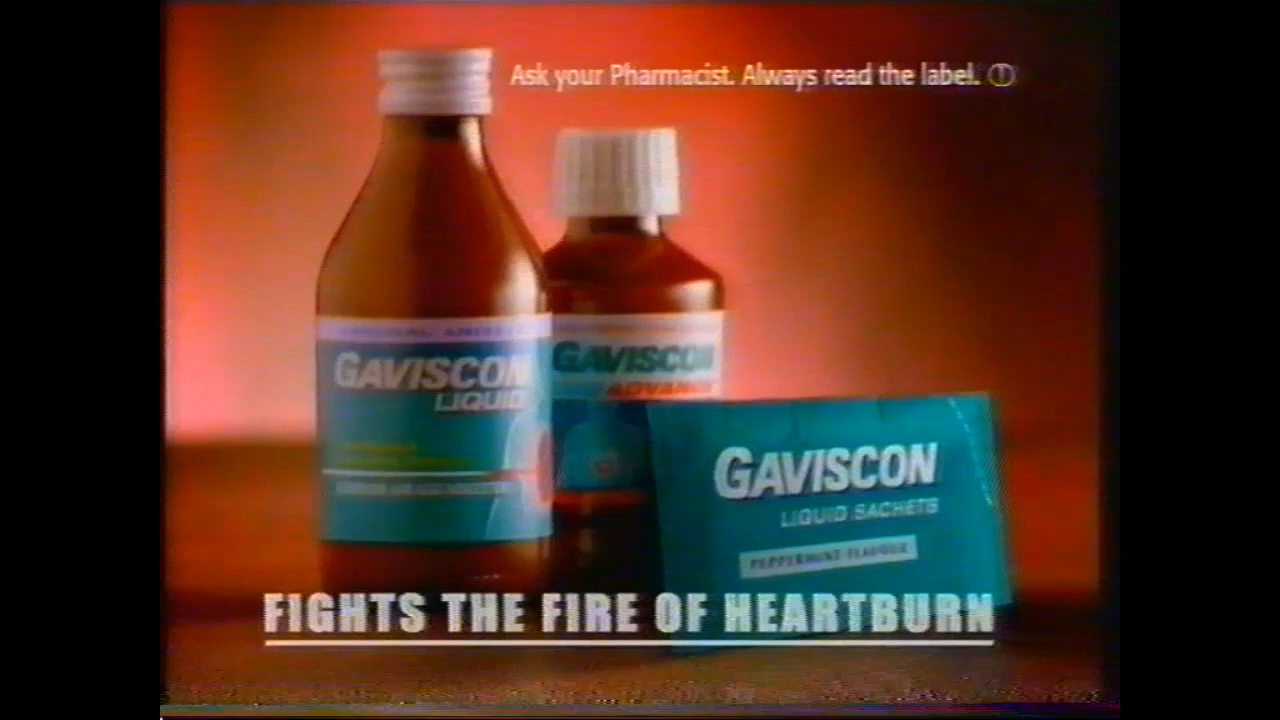 Ask your Pharmacist. Always read the label.
GAVISCON
LIQUID
GAVISCON
ADVANCE
GAVISCON
LIQUID SACHETS
PEPPERMINT FLAVOUR
FIGHTS THE FIRE OF HEARTBURN